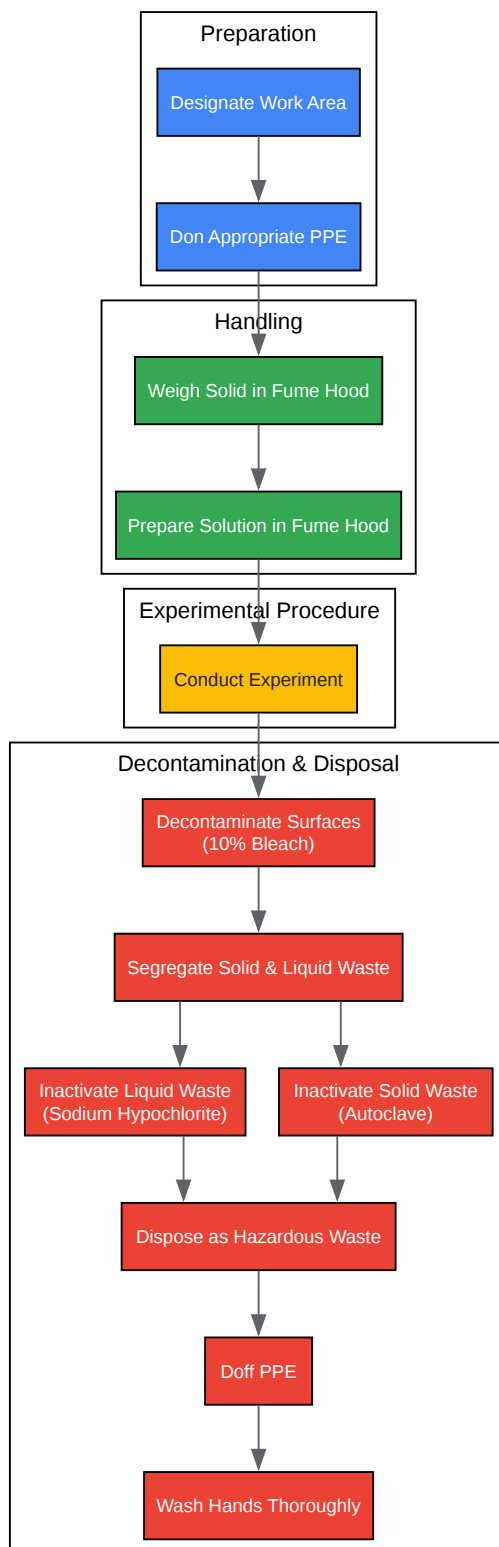 Preparation
Designate Work Area
Don Appropriate PPE
Handling
Weigh Solid in Fume Hood
Prepare Solution in Fume Hood
Experimental Procedure
Conduct Experiment
Decontamination & Disposal
Decontaminate Surfaces
(10% Bleach)
Segregate Solid & Liquid Waste
Inactivate Liquid Waste
(Sodium Hypochlorite)
Inactivate Solid Waste
(Autoclave)
Dispose as Hazardous Waste
Doff PPE
Wash Hands Thoroughly